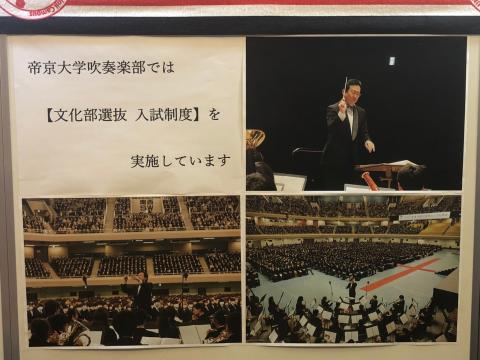 帝京大学吹奏楽部では
【文化部選抜 入試制度】を
実施しています